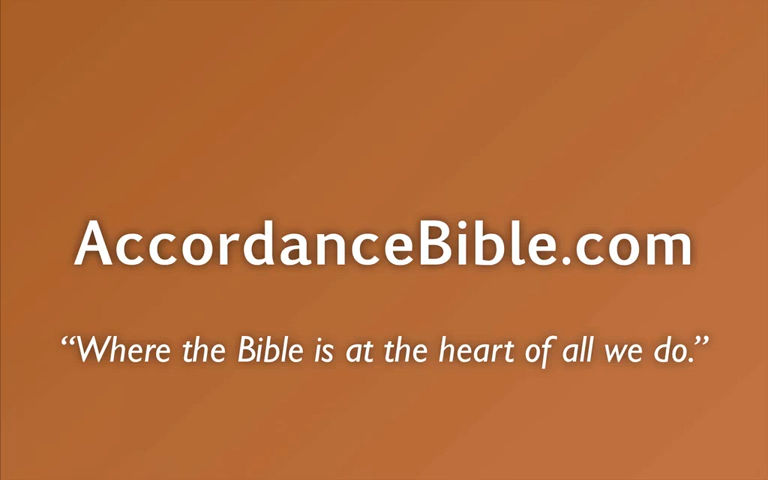 AccordanceBible.com
“Where the Bible is at the heart of all we do.”